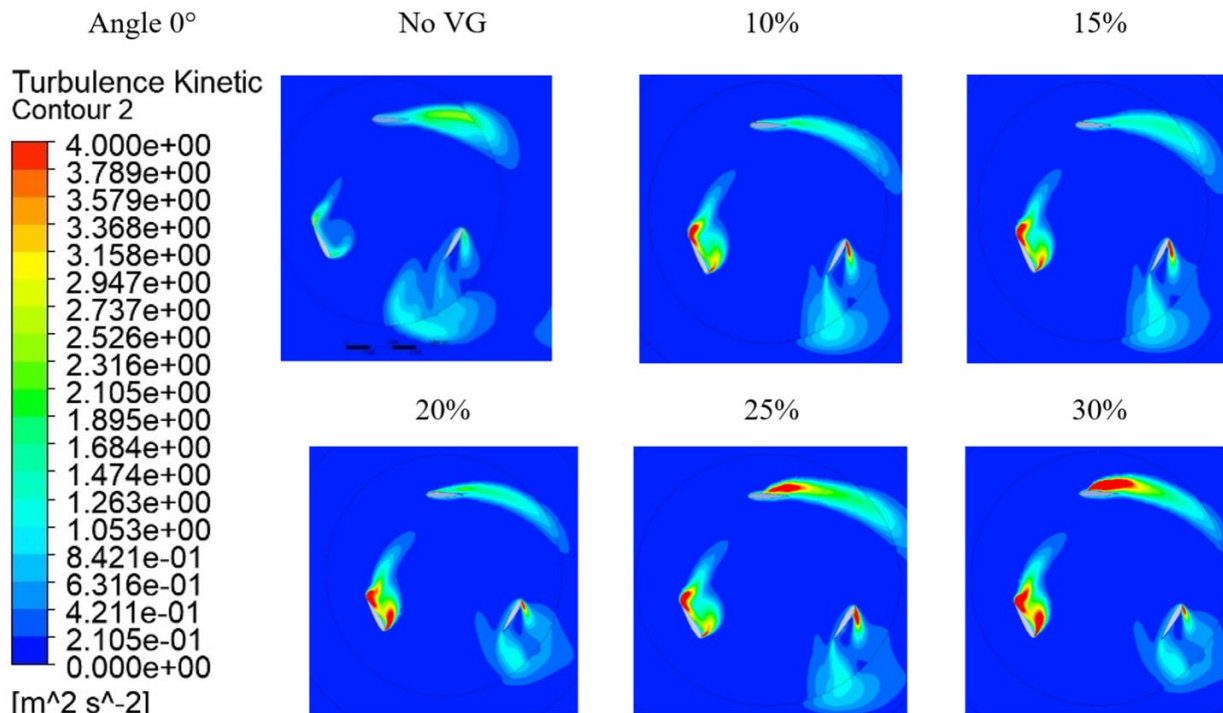 Angle 0°
No VG
10%
15%
Turbulence Kinetic
Contour 2
4.000e+00
3.789e+00
3.579e+00
3.368e+00
3.158e+00
2.947e+00
2.737e+00
2.526e+00
2.316e+00
2.105e+00
1.895e+00
1.684e+00
1.474e+00
1.263e+00
1.053e+00
8.421e-01
6.316e-01
4.211e-01
2.105e-01
0.000e+00
[m^2 s^-2]
20%
25%
30%